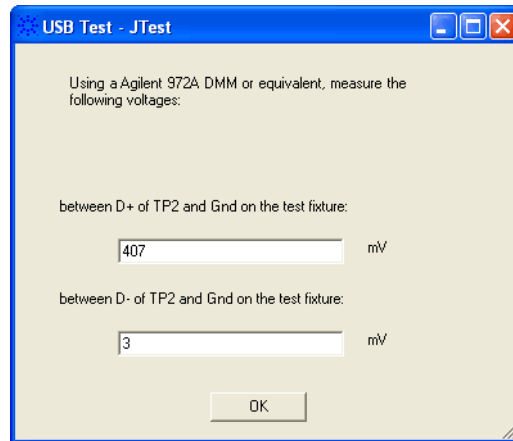 USB Test - JTest
Using a Agilent 972A DMM or equivalent, measure the
following voltages:
between D+ of TP2 and Gnd on the test fixture:
407 mV
between D- of TP2 and Gnd on the test fixture:
3 mV
OK